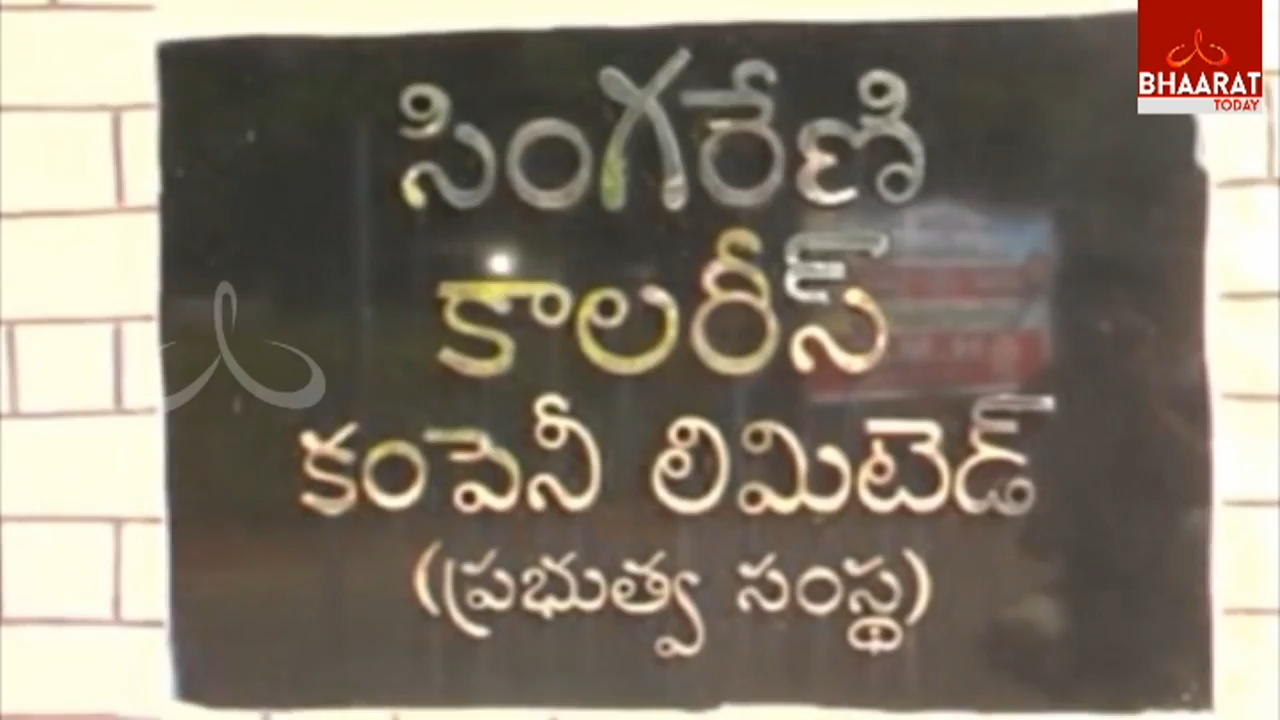 సింగరేణి
కాలరీస్
కంపెనీ లిమిటెడ్
(ప్రభుత్వ సంస్థ)
BHAARAT
TODAY